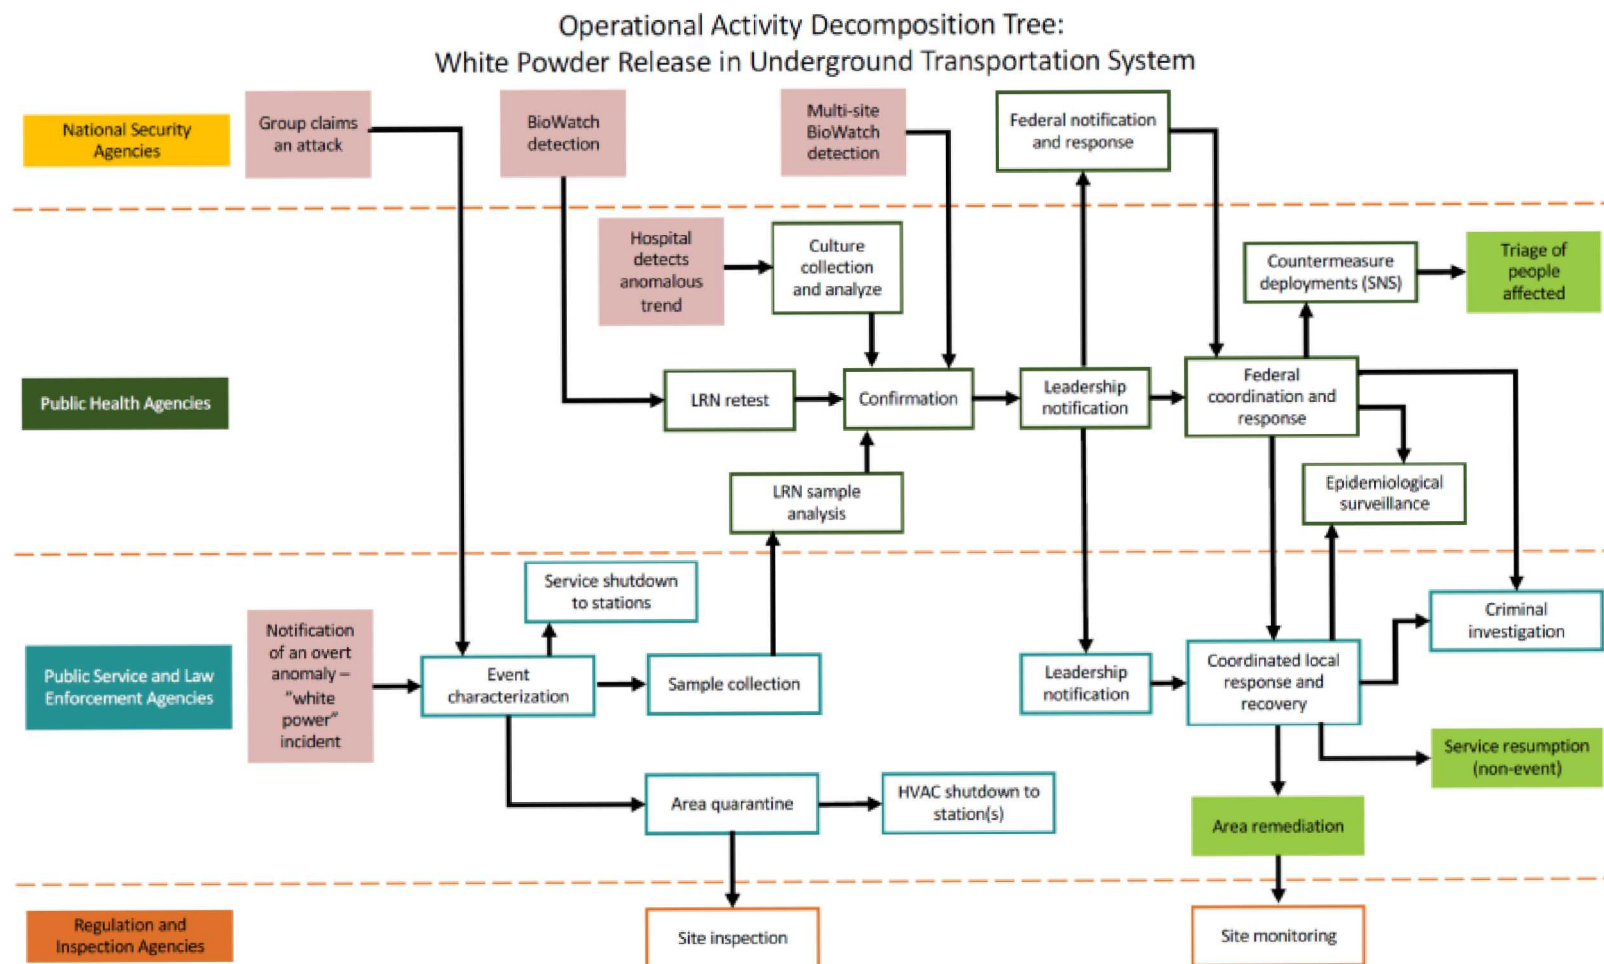 Operational Activity Decomposition Tree:
White Powder Release in Underground Transportation System
National Security
Agencies
Group claims
an attack
BioWatch
detection
Multi-site
BioWatch
detection
Federal notification
and response
Hospital
detects
anomalous
trend
Culture
collection
and analyze
Countermeasure
deployments (SNS)
Triage of
people
affected
Public Health Agencies
LRN retest
Confirmation
Leadership
notification
Federal
coordination and
response
LRN sample
analysis
Epidemiological
surveillance
Service shutdown
to stations
Criminal
investigation
Public Service and Law
Enforcement Agencies
Notification
of an overt
anomaly –
"white
power"
incident
Event
characterization
Sample collection
Leadership
notification
Coordinated local
response and
recovery
Service resumption
(non-event)
Area quarantine
HVAC shutdown to
station(s)
Area remediation
Regulation and
Inspection Agencies
Site inspection
Site monitoring